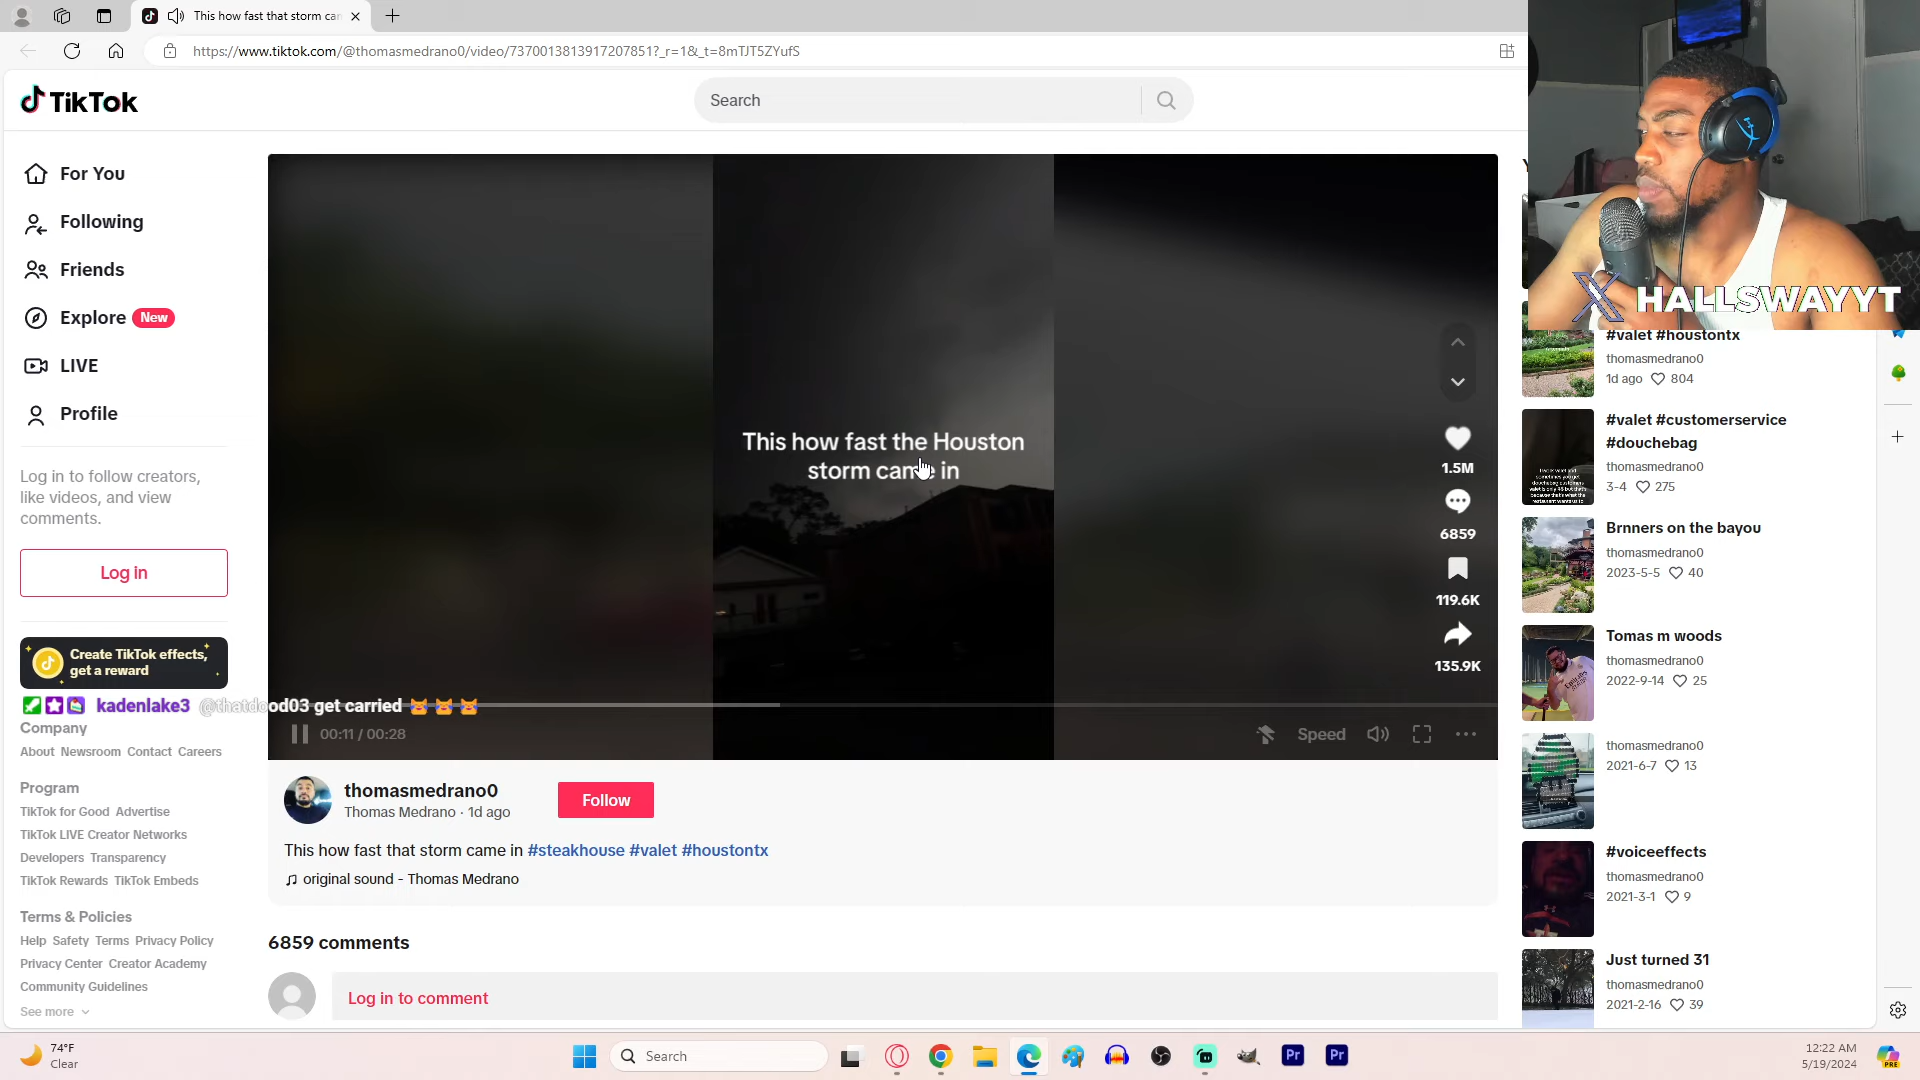 This how fast that storm ca
https://www.tiktok.com/@thomasmedrano0/video/7370013813917207851?_r=1&_t=8mTJT5ZYufS
TikTok
Search
For You
Following
Friends
Explore New
LIVE
Profile
Log in to follow creators,
like videos, and view
comments.
Log in
Create TikTok effects,
get a reward
kadenlake3 @thatdood03 get carried
Company
About Newsroom Contact Careers
Program
TikTok for Good Advertise
TikTok LIVE Creator Networks
Developers Transparency
TikTok Rewards TikTok Embeds
Terms & Policies
Help Safety Terms Privacy Policy
Privacy Center Creator Academy
Community Guidelines
See more
This how fast the Houston
storm came in
1.5M
6859
119.6K
135.9K
00:11 / 00:28
Speed
thomasmedrano0
Thomas Medrano · 1d ago
Follow
This how fast that storm came in #steakhouse #valet #houstontx
original sound - Thomas Medrano
6859 comments
Log in to comment
X HALLSWAYYT
#valet #houstontx
thomasmedrano0
1d ago 804
#valet #customerservice
#douchebag
thomasmedrano0
3-4 275
Brnners on the bayou
thomasmedrano0
2023-5-5 40
Tomas m woods
thomasmedrano0
2022-9-14 25
thomasmedrano0
2021-6-7 13
#voiceeffects
thomasmedrano0
2021-3-1 9
Just turned 31
thomasmedrano0
2021-2-16 39
74°F
Clear
Search
Pr
Pr
12:22 AM
5/19/2024
PRE